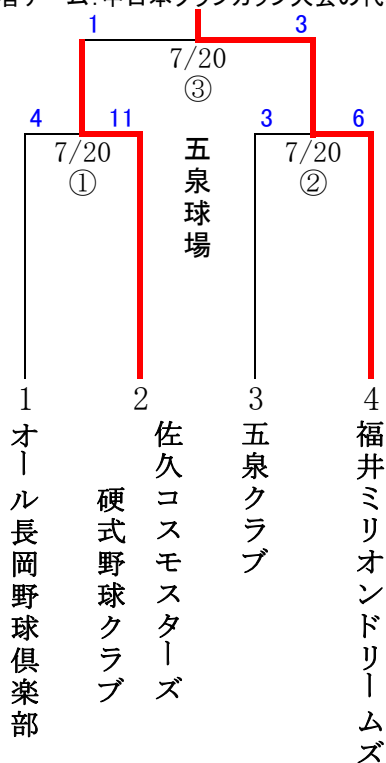 1
3
7/20
③
4
11
3
6
7/20
①
7/20
②
五泉球場
1
2
3
4
オール長岡野球倶楽部
佐久コスモスターズ
硬式野球クラブ
五泉クラブ
福井ミリオンドリームズ